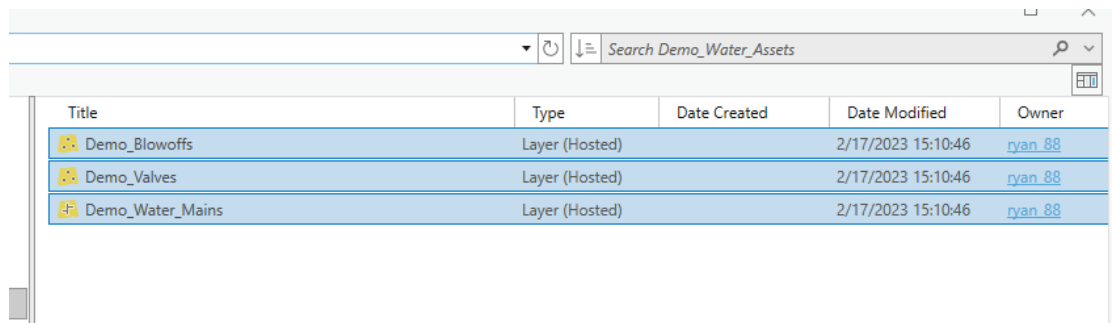 Search Demo_Water_Assets
Title Type Date Created Date Modified Owner
Demo_Blowoffs Layer (Hosted) 2/17/2023 15:10:46 ryan_88
Demo_Valves Layer (Hosted) 2/17/2023 15:10:46 ryan_88
Demo_Water_Mains Layer (Hosted) 2/17/2023 15:10:46 ryan_88